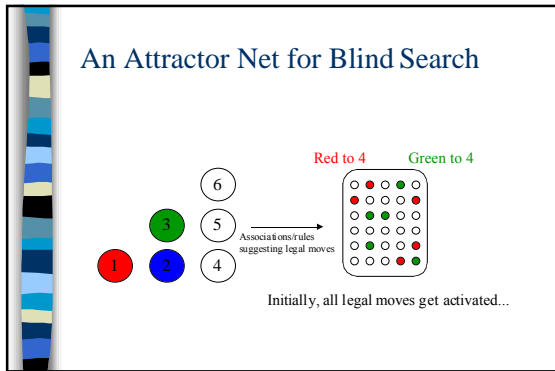 An Attractor Net for Blind Search
Red to 4 Green to 4
6
3 5
Associations/rules
suggesting legal moves
1 2 4
Initially, all legal moves get activated...